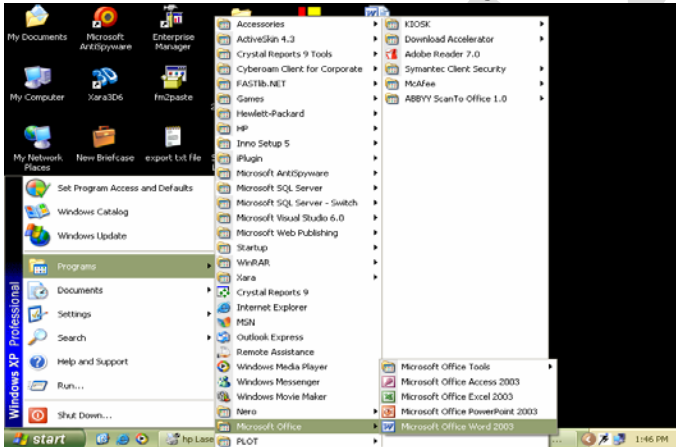 My Documents
Microsoft
AntiSpyware
Enterprise
Manager
My Computer
Xara3D6
fm2paste
My Network
Places
New Briefcase
export txt file
Set Program Access and Defaults
Windows Catalog
Windows Update
Programs
Documents
Settings
Search
Help and Support
Run...
Shut Down...
Windows XP Professional
Accessories
ActiveSkin 4.3
Crystal Reports 9 Tools
Cyberoam Client for Corporate
FASTlib.NET
Games
Hewlett-Packard
HP
Inno Setup 5
iPlugin
Microsoft AntiSpyware
Microsoft SQL Server
Microsoft SQL Server - Switch
Microsoft Visual Studio 6.0
Microsoft Web Publishing
Startup
WinRAR
Xara
Crystal Reports 9
Internet Explorer
MSN
Outlook Express
Remote Assistance
Windows Media Player
Windows Messenger
Windows Movie Maker
Nero
Microsoft Office
PLOT
KIOSK
Download Accelerator
Adobe Reader 7.0
Symantec Client Security
McAfee
ABBYY ScanTo Office 1.0
Microsoft Office Tools
Microsoft Office Access 2003
Microsoft Office Excel 2003
Microsoft Office PowerPoint 2003
Microsoft Office Word 2003
start
hp Lase
...
1:46 PM